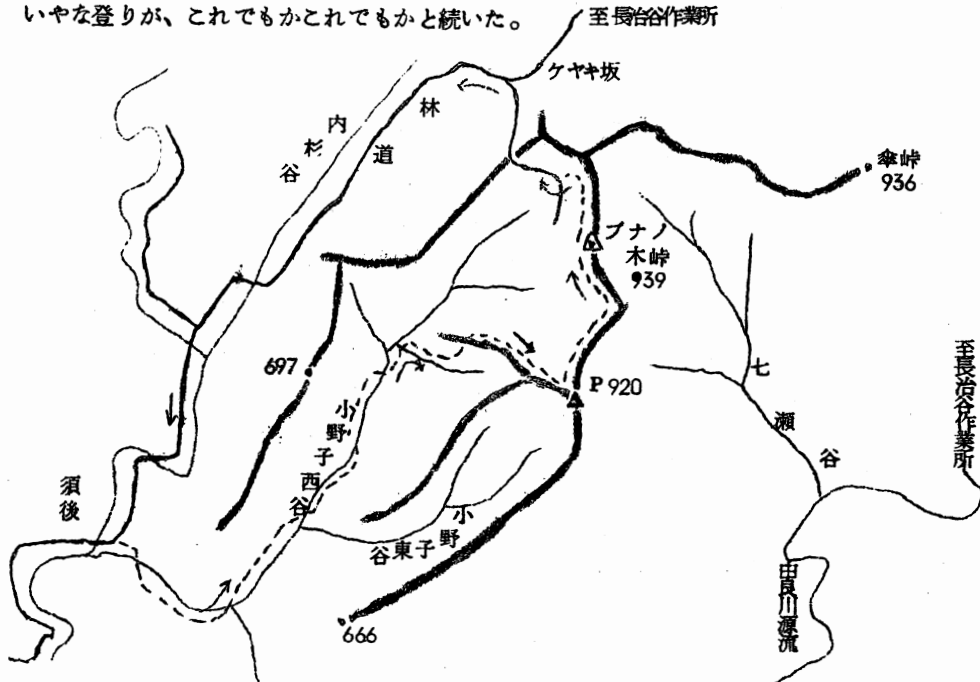 いやな登りが、これでもかこれでもかと続いた。
至長治谷作業所
ケヤキ坂
林道
内杉谷
傘峠
936
ブナノ
木峠
939
697
P 920
七瀬谷
至長治谷作業所
小野子西谷
須後
小野子東谷
由良川源流
666